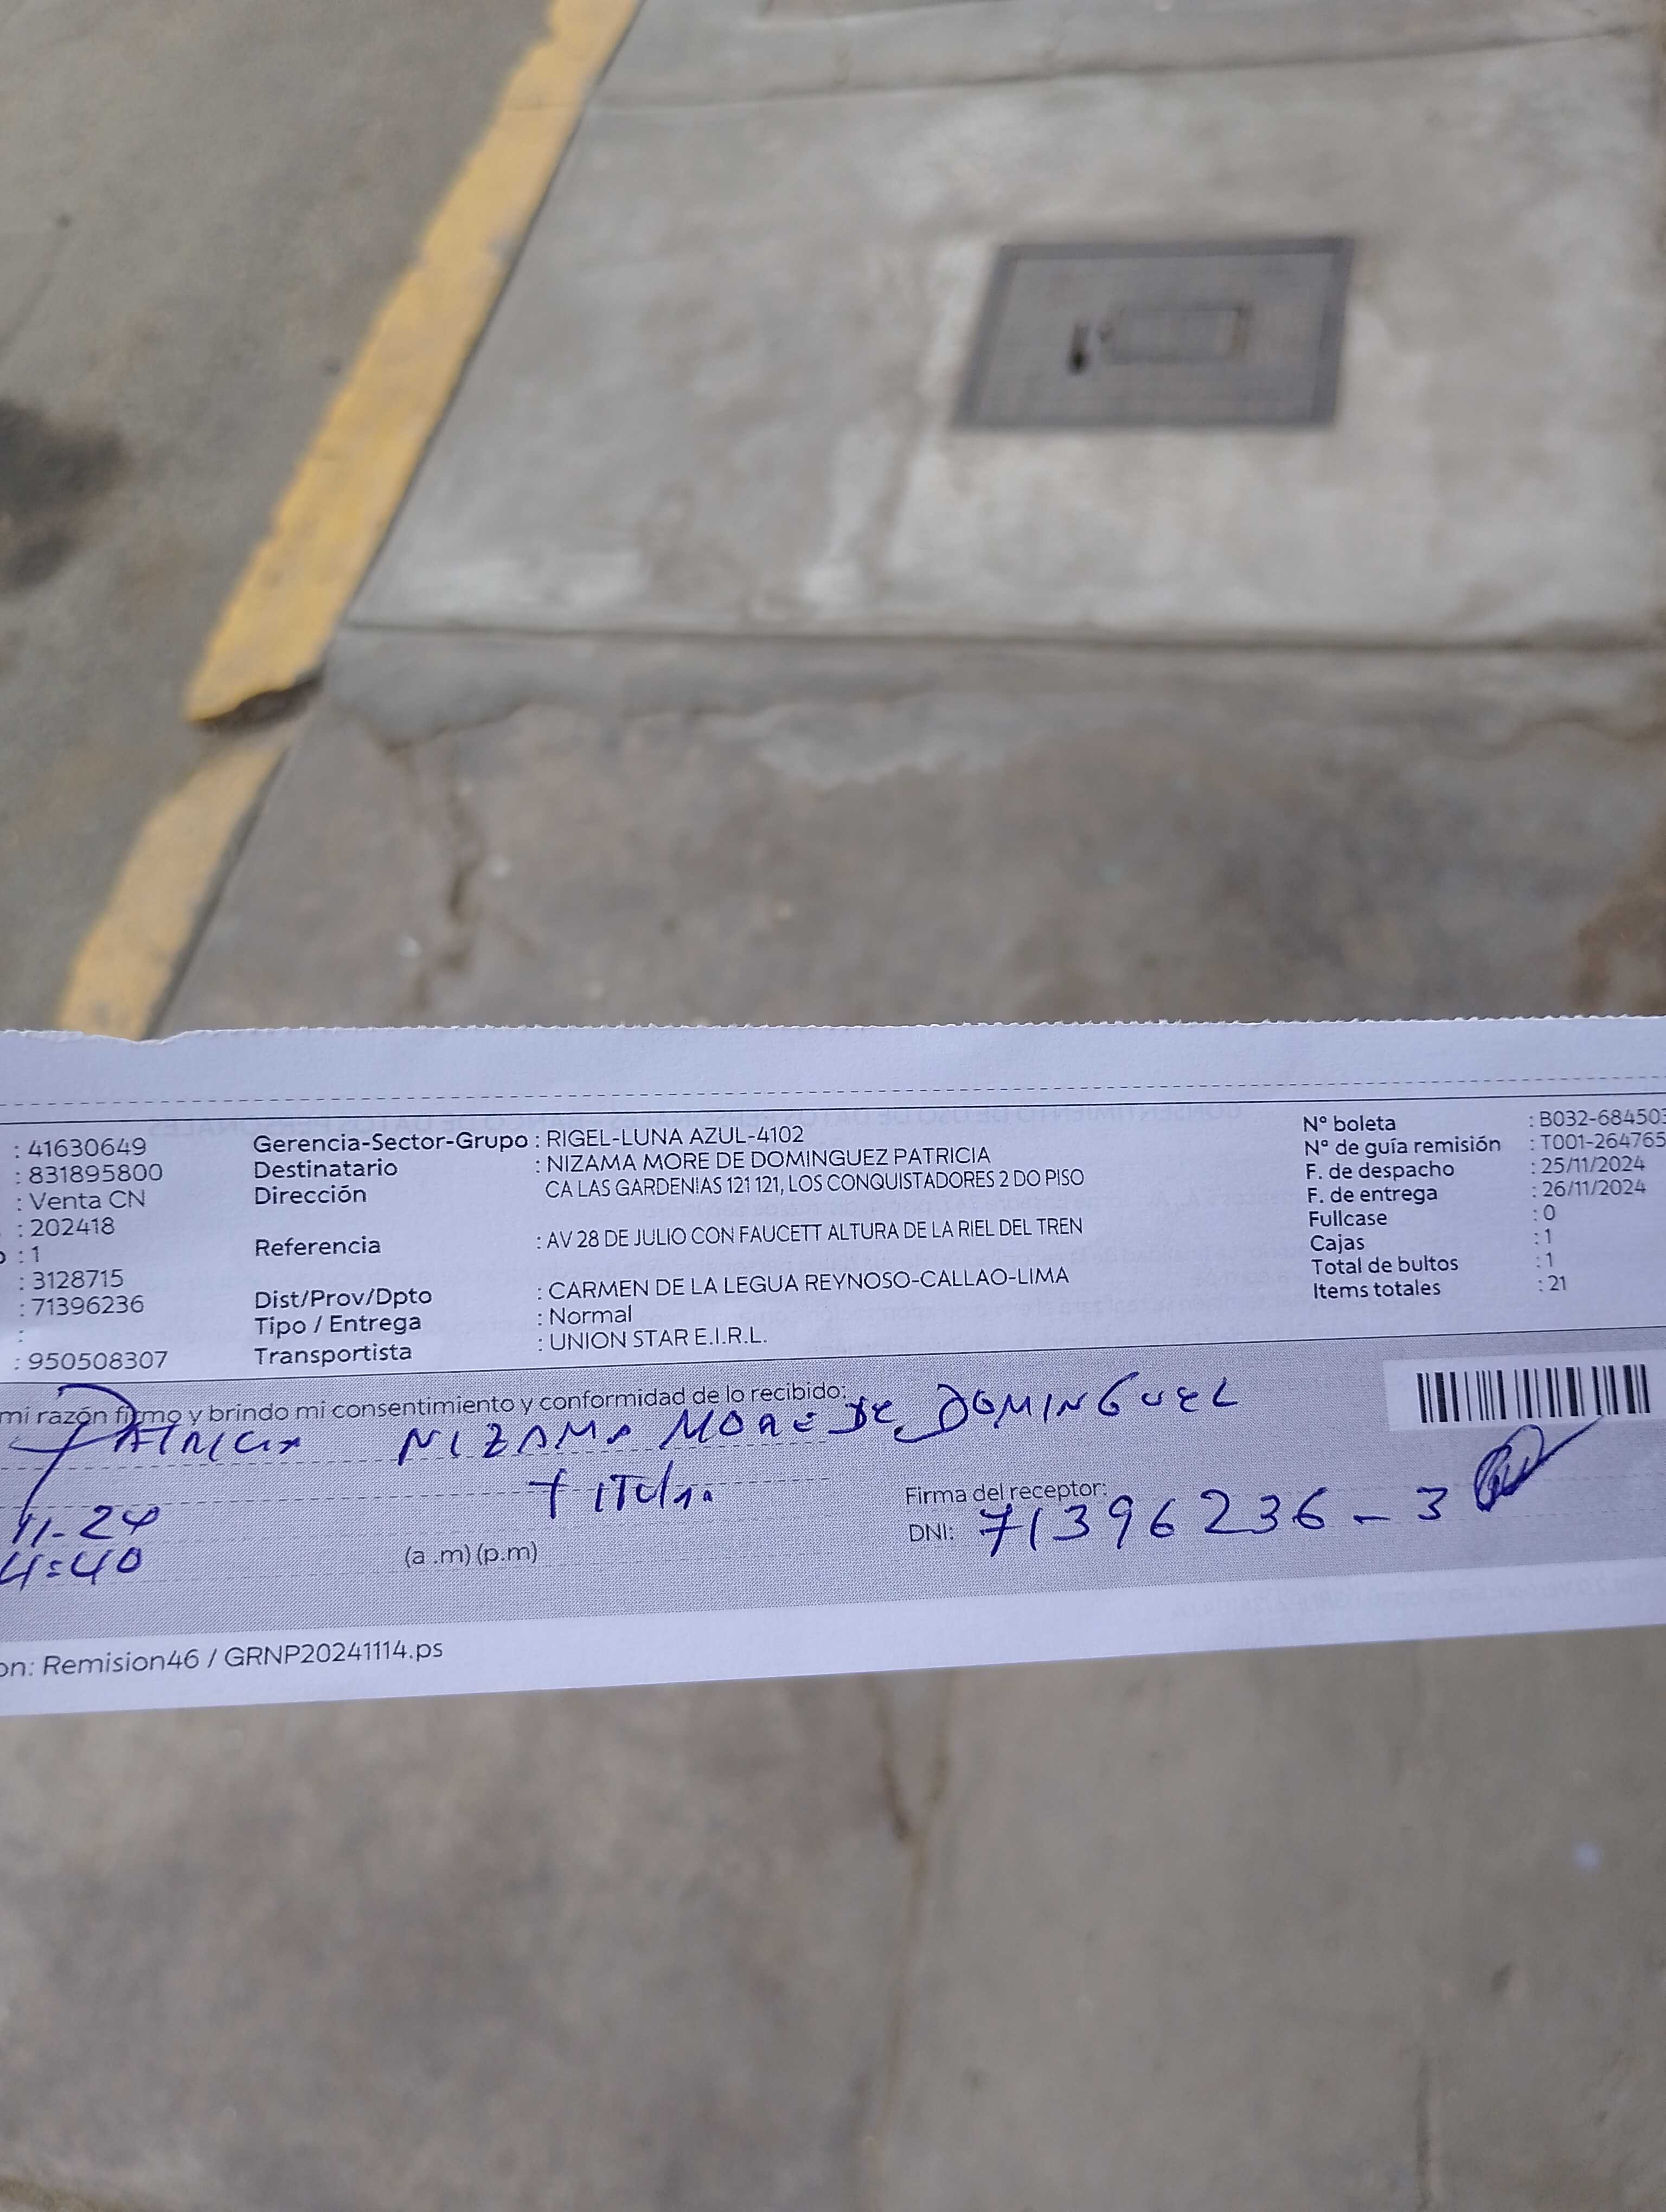 : 41630649
: 831895800
: Venta CN
: 202418
: 1
: 3128715
: 71396236
:
: 950508307
Gerencia-Sector-Grupo : RIGEL-LUNA AZUL-4102
Destinatario : NIZAMA MORE DE DOMINGUEZ PATRICIA
Dirección CA LAS GARDENIAS 121 121, LOS CONQUISTADORES 2 DO PISO
Referencia : AV 28 DE JULIO CON FAUCETT ALTURA DE LA RIEL DEL TREN
Dist/Prov/Dpto : CARMEN DE LA LEGUA REYNOSO-CALLAO-LIMA
Tipo / Entrega : Normal
Transportista : UNION STAR E.I.R.L.
Nº boleta : B032-684503
Nº de guía remisión : T001-264765
F. de despacho : 25/11/2024
F. de entrega : 26/11/2024
Fullcase : 0
Cajas : 1
Total de bultos : 1
Items totales : 21
mi razón firmo y brindo mi consentimiento y conformidad de lo recibido:
PATRICIA NIZAMA MORE DE DOMINGUEZ
11-24
4:40
(a .m) (p.m)
Firma del receptor:
DNI: 71396236 - 3
on: Remision46 / GRNP20241114.ps